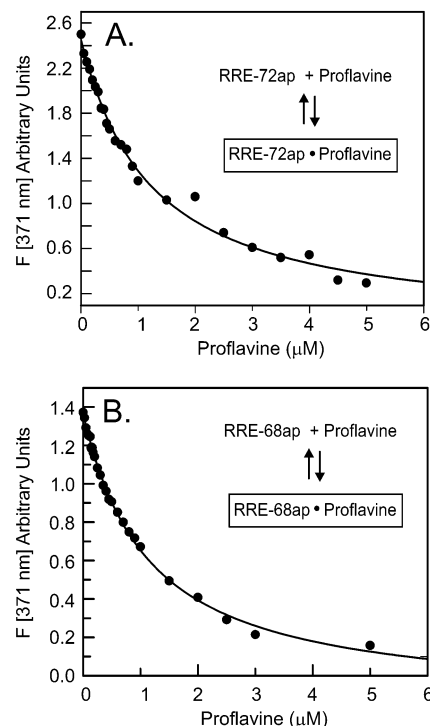 A.
2.6
2.2
1.8
1.4
1.0
0.6
0.2
F [371 nm] Arbitrary Units
RRE-72ap + Proflavine
RRE-72ap • Proflavine
0 1 2 3 4 5 6
Proflavine (μM)
B.
1.4
1.2
1.0
0.8
0.6
0.4
0.2
0.0
F [371 nm] Arbitrary Units
RRE-68ap + Proflavine
RRE-68ap • Proflavine
0 1 2 3 4 5 6
Proflavine (μM)